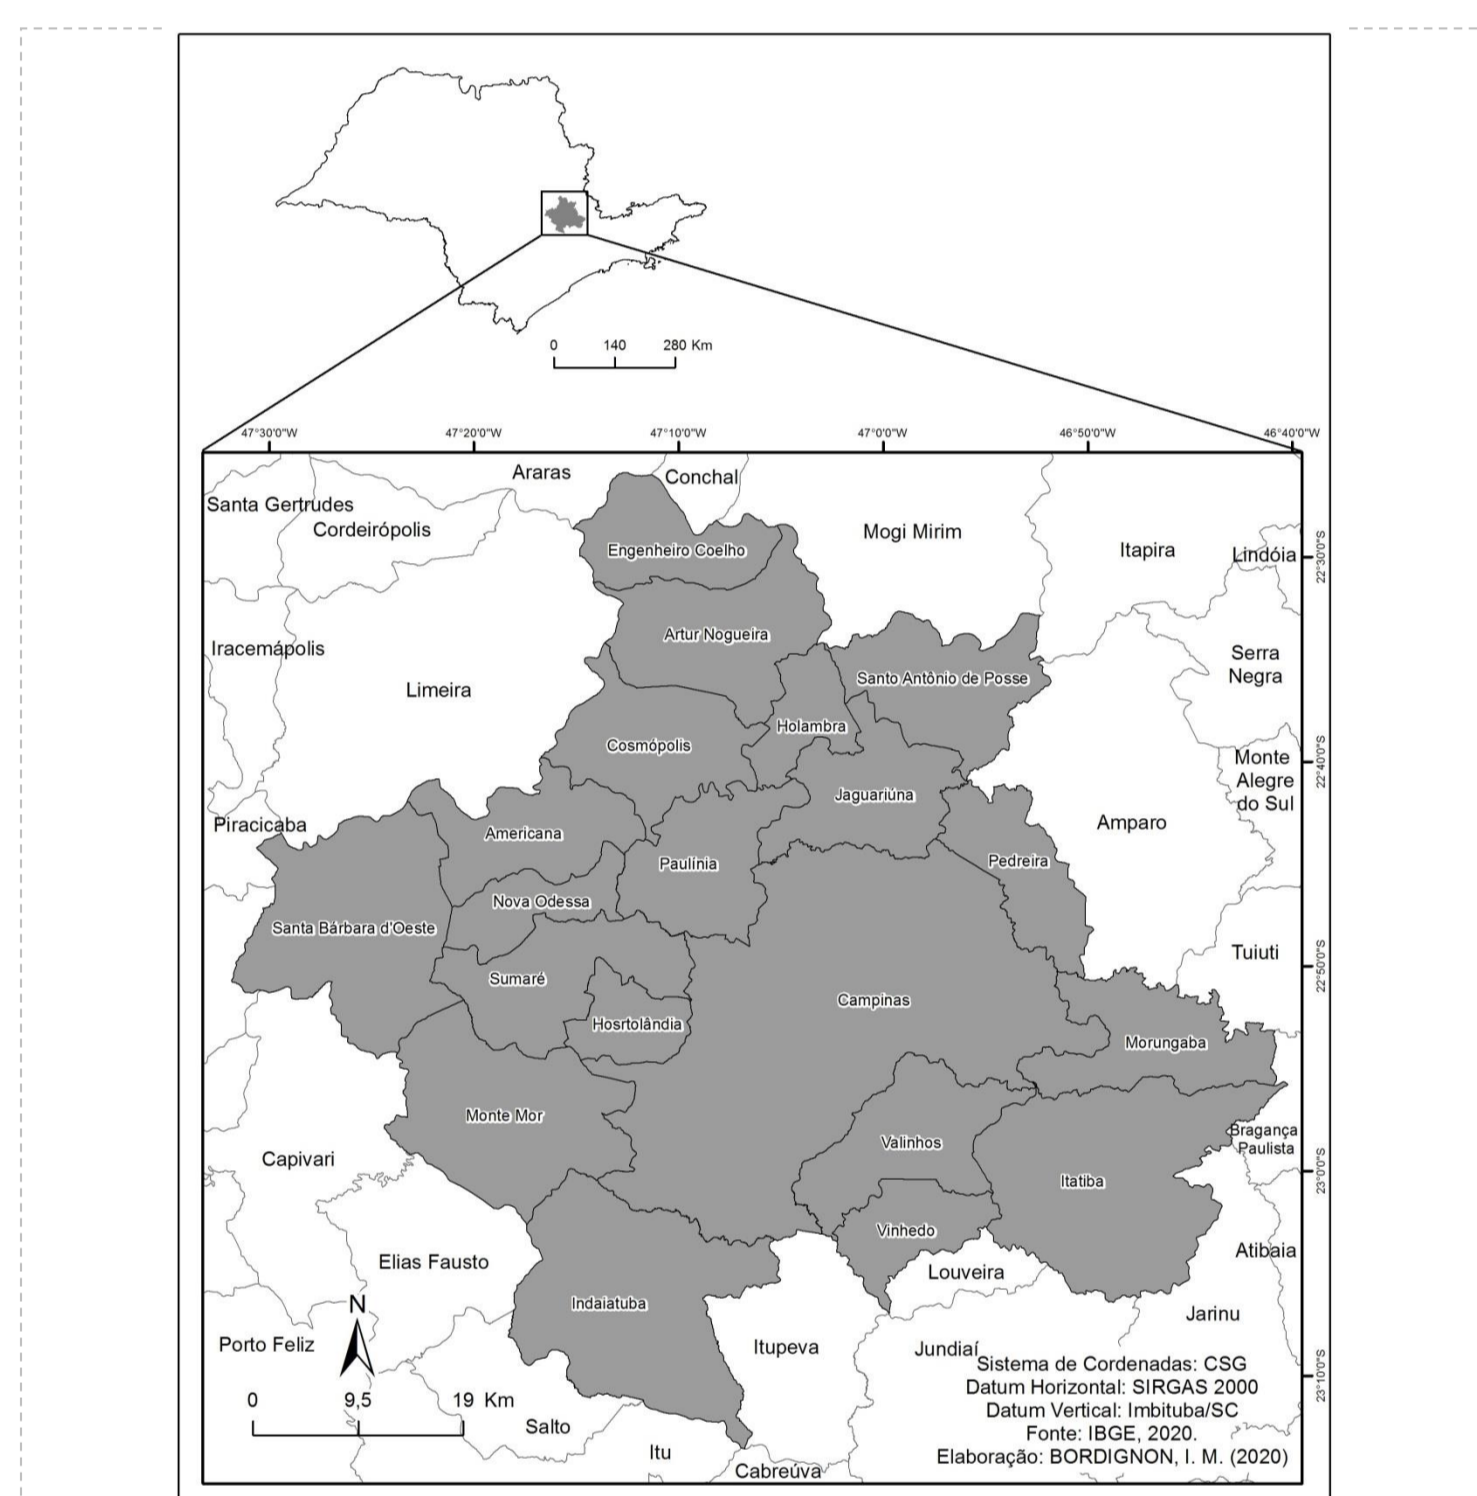 0 140 280 Km
47°30'0"W 47°20'0"W 47°10'0"W 47°0'0"W 46°50'0"W 46°40'0"W
Araras
Conchal
Santa Gertrudes
Cordeirópolis
Mogi Mirim
Engenheiro Coelho
Itapira
Lindóia
22°30'0"S
Artur Nogueira
Iracemápolis
Serra
Negra
Limeira
Santo Antônio de Posse
Holambra
Cosmópolis
22°40'0"S
Monte
Alegre
do Sul
Jaguariúna
Piracicaba
Americana
Amparo
Paulínia
Pedreira
Nova Odessa
Santa Bárbara d'Oeste
Tuiuti
22°50'0"S
Sumaré
Campinas
Hosrtolândia
Morungaba
Monte Mor
Valinhos
Bragança
Paulista
Capivari
23°0'0"S
Itatiba
Vinhedo
Atibaia
Elias Fausto
Louveira
N
Indaiatuba
Jarinu
Porto Feliz
Itupeva
Jundiaí
23°10'0"S
Sistema de Cordenadas: CSG
Datum Horizontal: SIRGAS 2000
Datum Vertical: Imbituba/SC
Fonte: IBGE, 2020.
Elaboração: BORDIGNON, I. M. (2020)
0 9,5 19 Km
Salto
Itu
Cabreúva